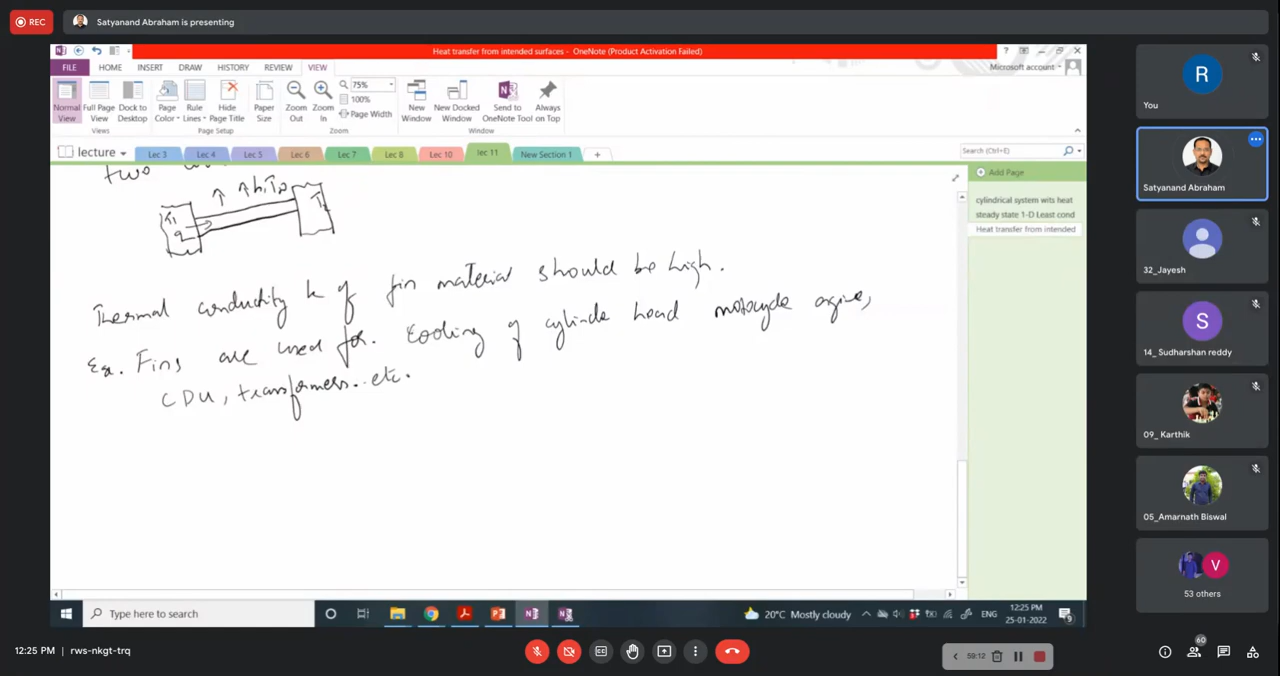 REC
Satyanand Abraham is presenting
Heat transfer from intended surfaces - OneNote (Product Activation Failed)
FILE HOME INSERT DRAW HISTORY REVIEW VIEW
Microsoft account
Normal View
Full Page View
Dock to Desktop
Views
Page Color
Rule Lines
Hide Page Title
Paper Size
Page Setup
Zoom Out
Zoom In
75%
100%
Page Width
Zoom
New Window
New Docked Window
Send to OneNote Tool
Always on Top
Window
lecture
Lec 3 Lec 4 Lec 5 Lec 6 Lec 7 Lec 8 Lec 10 lec 11 New Section 1 +
Search (Ctrl+E)
Add Page
cylindrical system wits heat
steady state 1-D Least cond
Heat transfer from intended
two
T1
q
Thermal conductivity k of fin material should be high.
Ex. Fins are used for. Cooling of cylinde head motocycle engine,
CDU, transformers.. etc.
You
R
Satyanand Abraham
32_Jayesh
S
14_ Sudharshan reddy
09_ Karthik
05_Amarnath Biswal
V
53 others
Type here to search
20°C Mostly cloudy
ENG
12:25 PM
25-01-2022
9
12:25 PM | rws-nkgt-trq
59:12
60